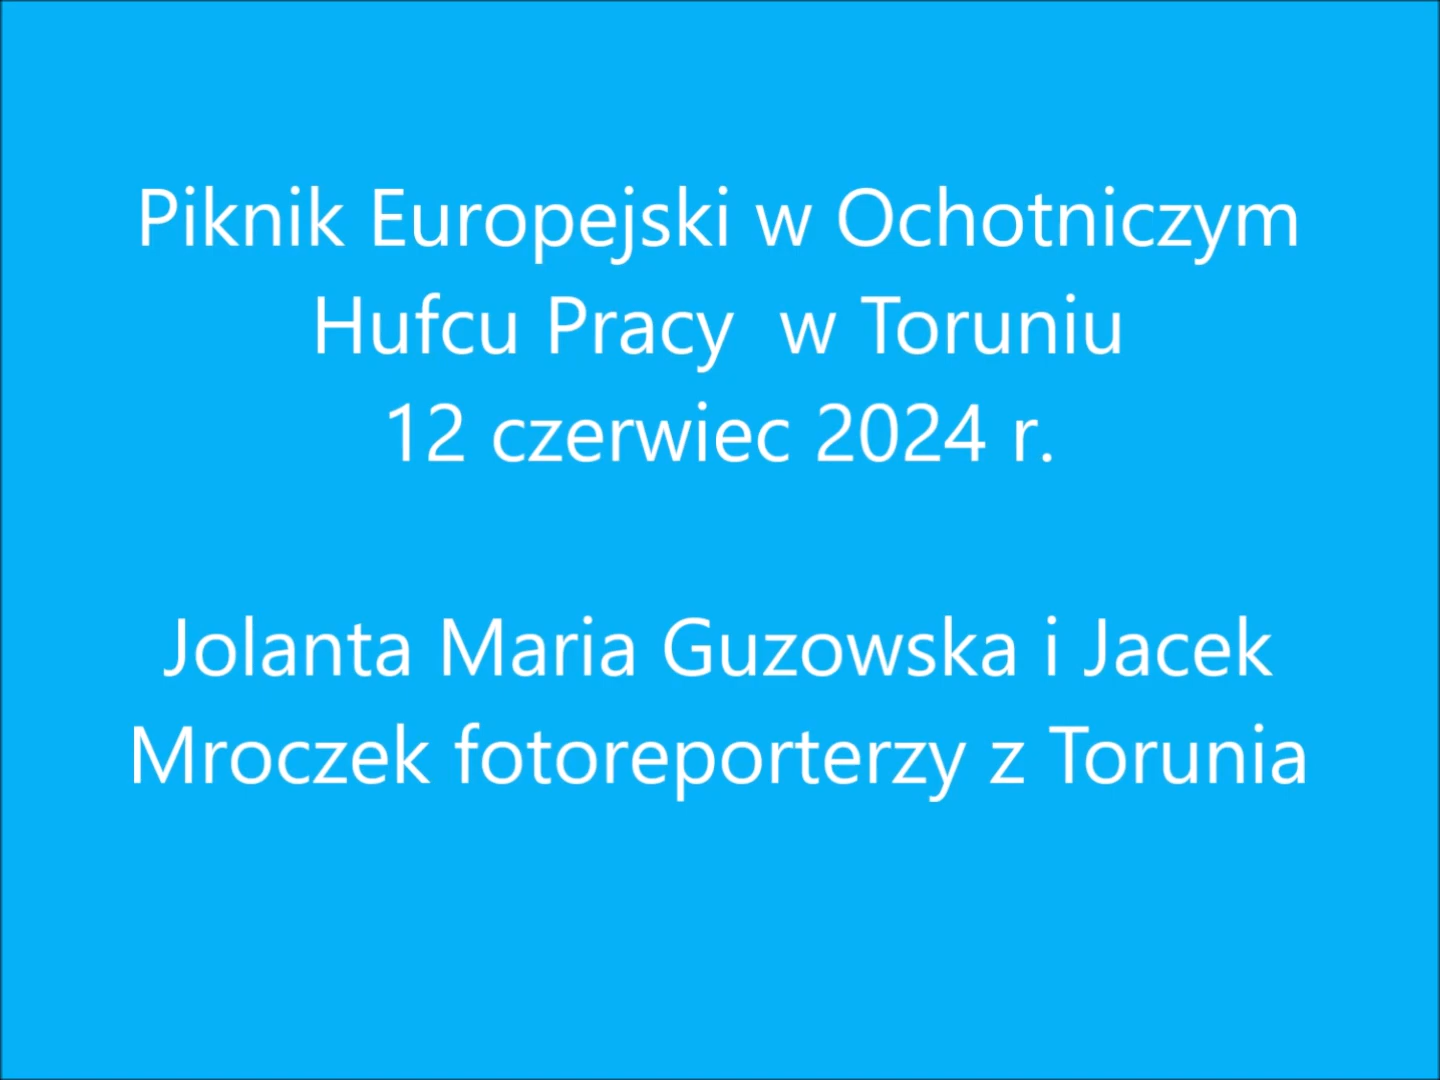 Piknik Europejski w Ochotniczym
Hufcu Pracy  w Toruniu
12 czerwiec 2024 r.
Jolanta Maria Guzowska i Jacek
Mroczek fotoreporterzy z Torunia